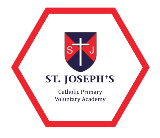 S J
ST. JOSEPH'S
Catholic Primary
Voluntary Academy